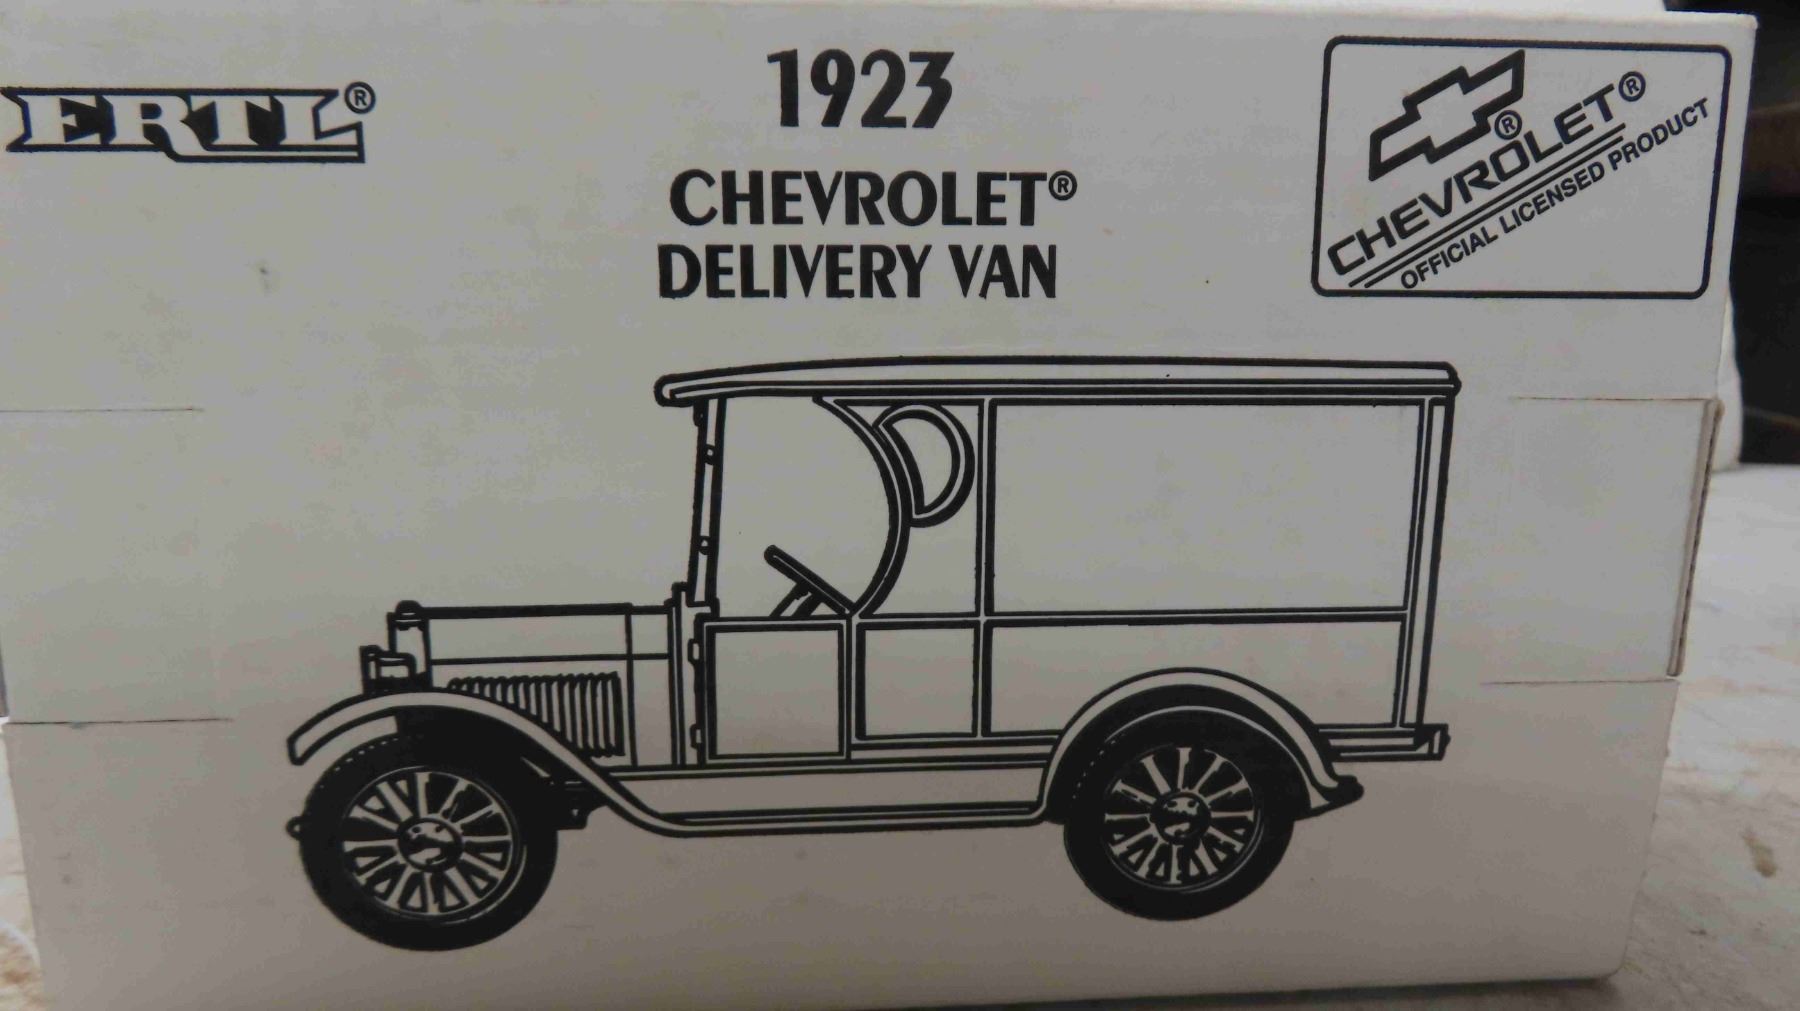 ERTL®
1923
CHEVROLET®
DELIVERY VAN
®
CHEVROLET®
OFFICIAL LICENSED PRODUCT